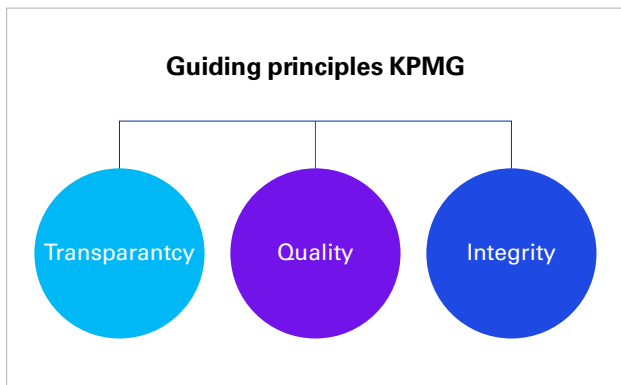 Guiding principles KPMG
Transparantcy
Quality
Integrity